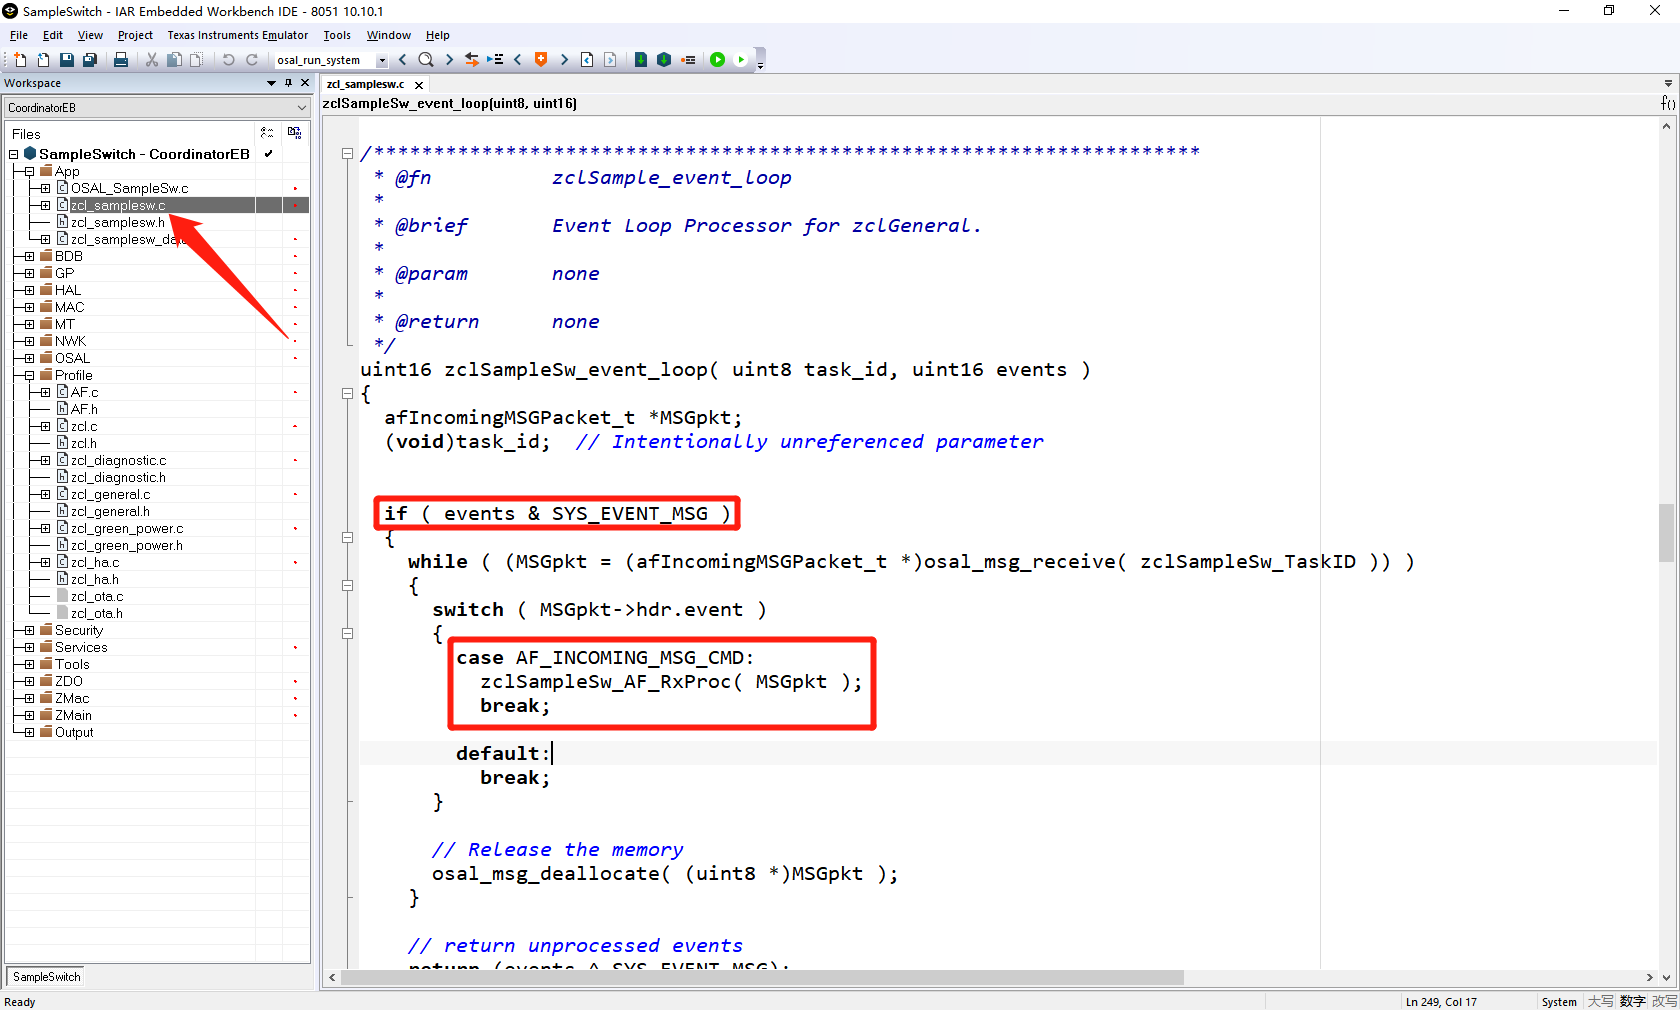 SampleSwitch - IAR Embedded Workbench IDE - 8051 10.10.1
File Edit View Project Texas Instruments Emulator Tools Window Help
osal_run_system
Workspace
CoordinatorEB
Files
SampleSwitch - CoordinatorEB
App
OSAL_SampleSw.c
zcl_samplesw.c
zcl_samplesw.h
zcl_samplesw_da
BDB
GP
HAL
MAC
MT
NWK
OSAL
Profile
AF.c
AF.h
zcl.c
zcl.h
zcl_diagnostic.c
zcl_diagnostic.h
zcl_general.c
zcl_general.h
zcl_green_power.c
zcl_green_power.h
zcl_ha.c
zcl_ha.h
zcl_ota.c
zcl_ota.h
Security
Services
Tools
ZDO
ZMac
ZMain
Output
SampleSwitch
zcl_samplesw.c
zclSampleSw_event_loop(uint8, uint16)
f()
/*********************************************************************
* @fn zclSample_event_loop
*
* @brief Event Loop Processor for zclGeneral.
*
* @param none
*
* @return none
*/
uint16 zclSampleSw_event_loop( uint8 task_id, uint16 events )
{
afIncomingMSGPacket_t *MSGpkt;
(void)task_id; // Intentionally unreferenced parameter
if ( events & SYS_EVENT_MSG )
{
while ( (MSGpkt = (afIncomingMSGPacket_t *)osal_msg_receive( zclSampleSw_TaskID )) )
{
switch ( MSGpkt->hdr.event )
{
case AF_INCOMING_MSG_CMD:
zclSampleSw_AF_RxProc( MSGpkt );
break;
default:
break;
}
// Release the memory
osal_msg_deallocate( (uint8 *)MSGpkt );
}
// return unprocessed events
return (events ^ SYS_EVENT_MSG);
Ready
Ln 249, Col 17
System
大写 数字 改写